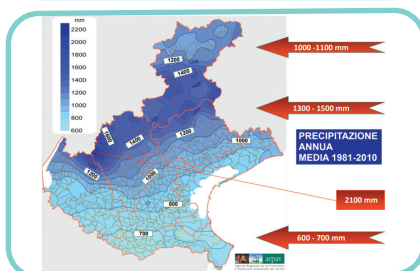 mm
2200
2000
1800
1600
1400
1200
1000
800
600
1200
1200
1400
1000 -1100 mm
1300 - 1500 mm
1600
1400
1200
1000
PRECIPITAZIONE
ANNUA
MEDIA 1981-2010
1200
1000
2100 mm
800
700
600 - 700 mm
arpav